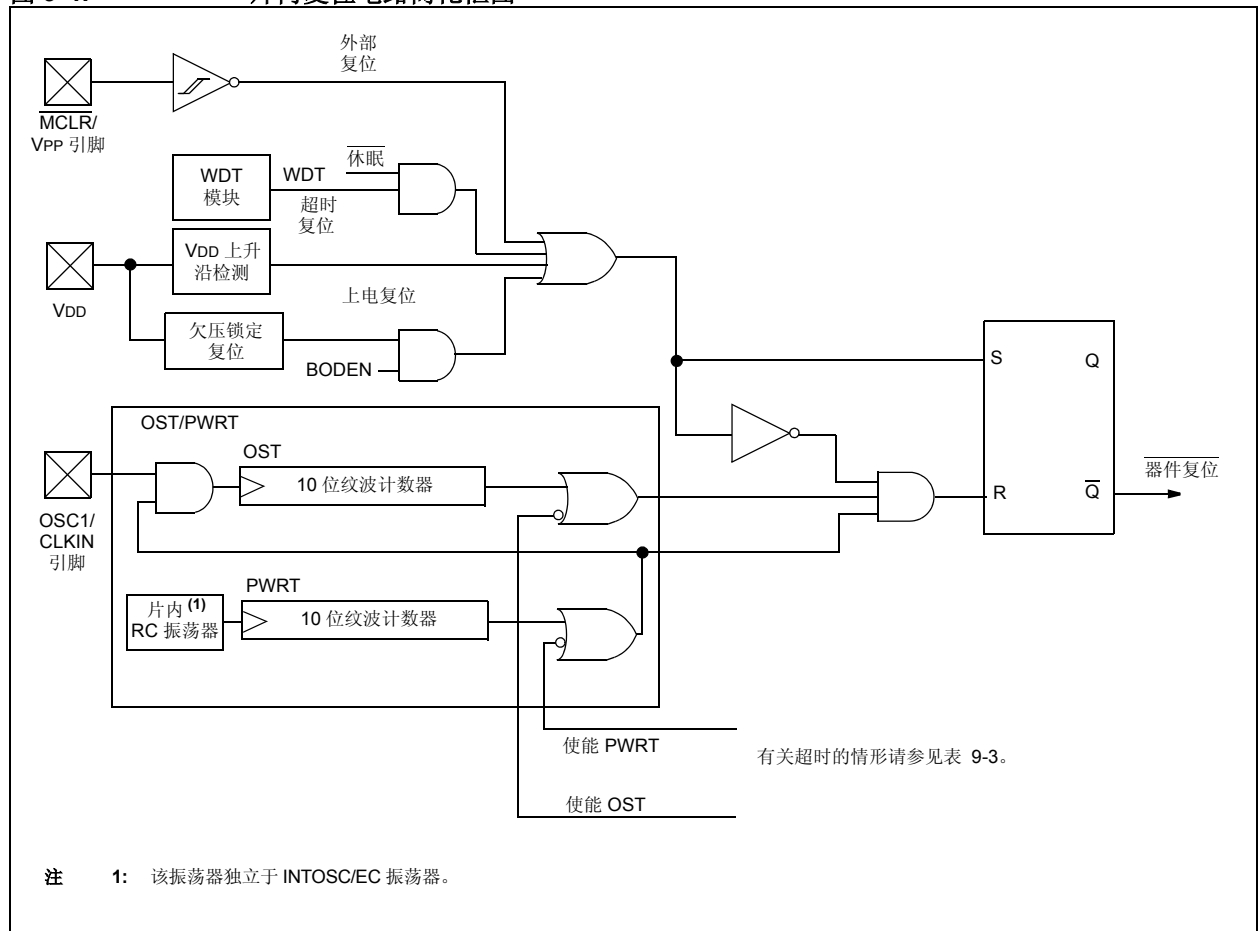 外部
复位
MCLR/
VPP 引脚
WDT
模块
WDT
超时
复位
休眠
VDD 上升
沿检测
VDD
上电复位
欠压锁定
复位
BODEN
S
Q
OST/PWRT
OST
10 位纹波计数器
OSC1/
CLKIN
引脚
R
Q
器件复位
PWRT
片内 (1)
RC 振荡器
10 位纹波计数器
使能 PWRT
有关超时的情形请参见表 9-3。
使能 OST
注 1: 该振荡器独立于 INTOSC/EC 振荡器。